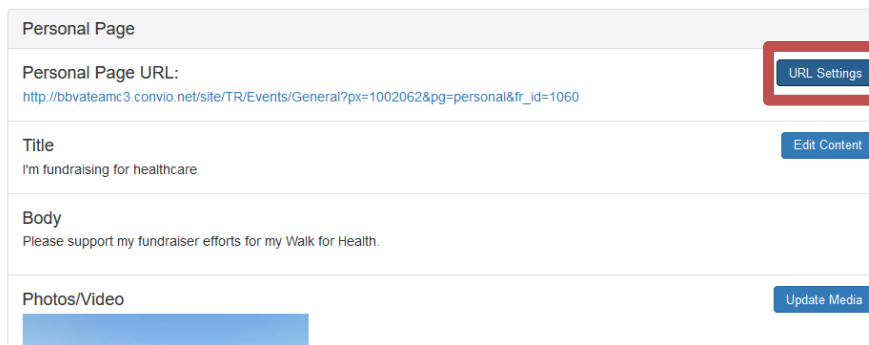 Personal Page
Personal Page URL:
URL Settings
http://bbvateamc3.convio.net/site/TR/Events/General?px=1002062&pg=personal&fr_id=1060
Title
Edit Content
I'm fundraising for healthcare
Body
Please support my fundraiser efforts for my Walk for Health.
Photos/Video
Update Media